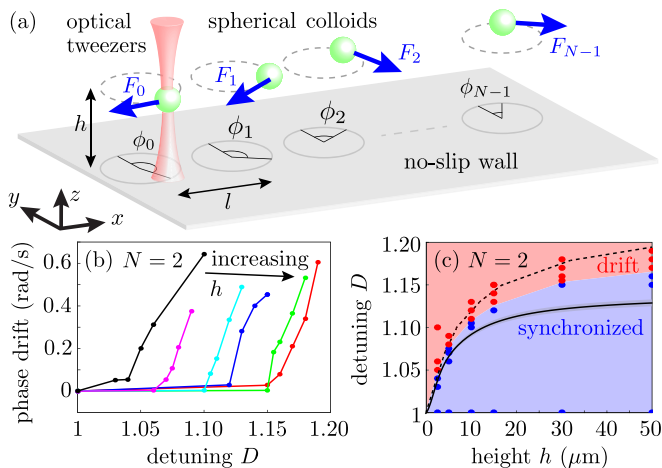 (a) optical tweezers
spherical colloids
F_0
F_1
F_2
F_{N−1}
h
ϕ_0
ϕ_1
ϕ_2
ϕ_{N−1}
l
no-slip wall
y
z
x
(b) N = 2
increasing
h
phase drift (rad/s)
0.6
0.4
0.2
0
1
1.05
1.10
1.15
1.20
detuning D
(c) N = 2
drift
synchronized
detuning D
1.20
1.15
1.10
1.05
1
0
10
20
30
40
50
height h (μm)